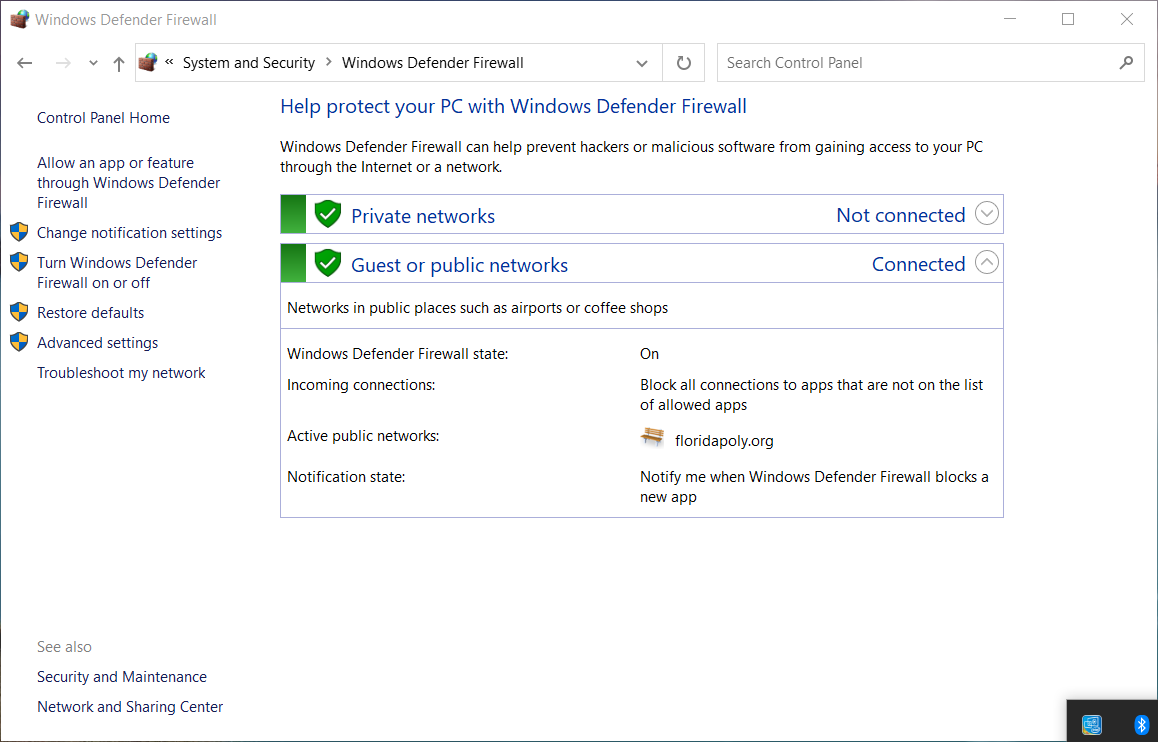 Windows Defender Firewall
« System and Security > Windows Defender Firewall
Search Control Panel
Control Panel Home
Allow an app or feature
through Windows Defender
Firewall
Change notification settings
Turn Windows Defender
Firewall on or off
Restore defaults
Advanced settings
Troubleshoot my network
See also
Security and Maintenance
Network and Sharing Center
Help protect your PC with Windows Defender Firewall
Windows Defender Firewall can help prevent hackers or malicious software from gaining access to your PC
through the Internet or a network.
Private networks Not connected
Guest or public networks Connected
Networks in public places such as airports or coffee shops
Windows Defender Firewall state: On
Incoming connections: Block all connections to apps that are not on the list
of allowed apps
Active public networks: floridapoly.org
Notification state: Notify me when Windows Defender Firewall blocks a
new app